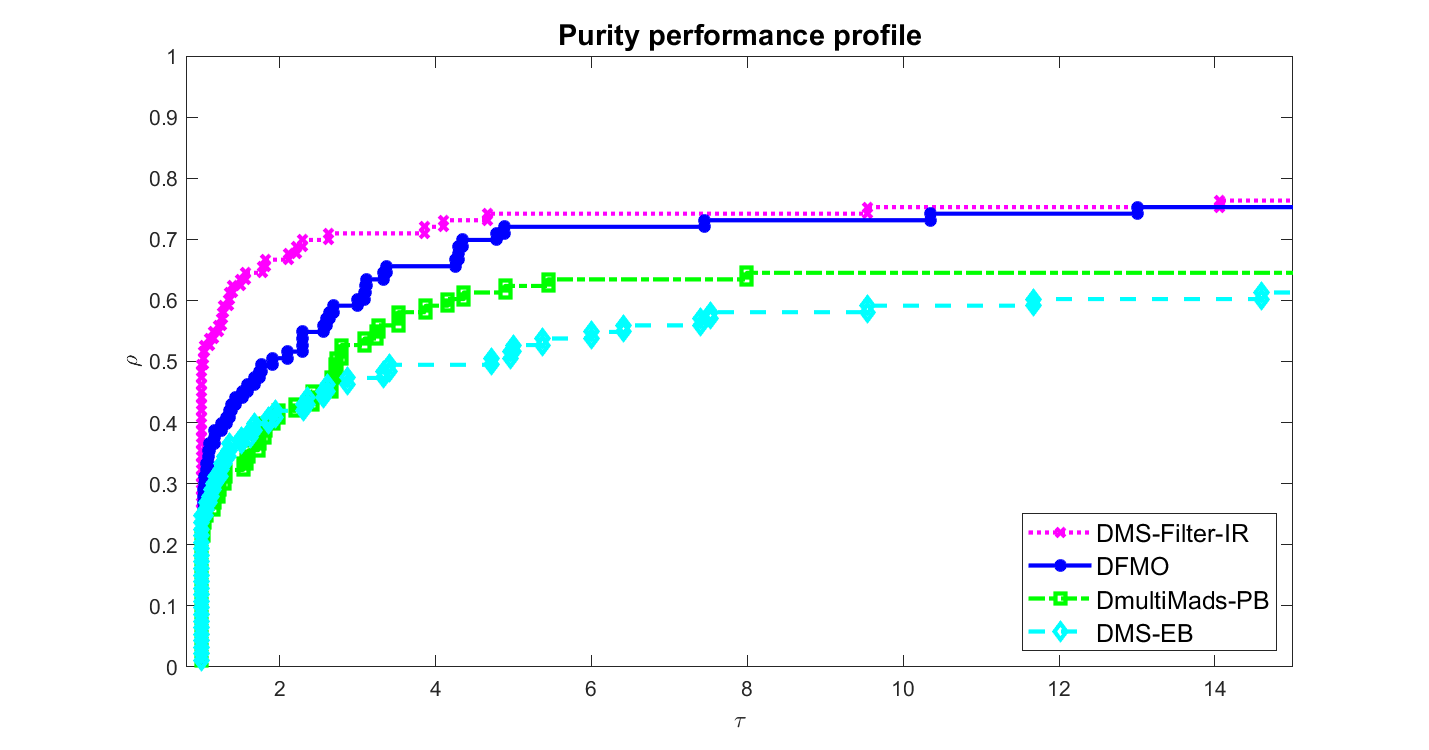 Purity performance profile
1
0.9
0.8
0.7
0.6
0.5
0.4
0.3
0.2
0.1
0
ρ
2 4 6 8 10 12 14
τ
DMS-Filter-IR
DFMO
DmultiMads-PB
DMS-EB